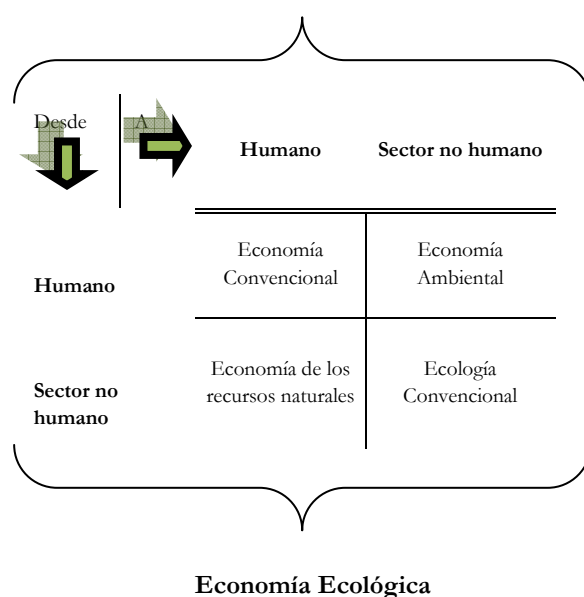 Desde
A
Humano
Sector no humano
Humano
Economía
Convencional
Economía
Ambiental
Sector no
humano
Economía de los
recursos naturales
Ecología
Convencional
Economía Ecológica